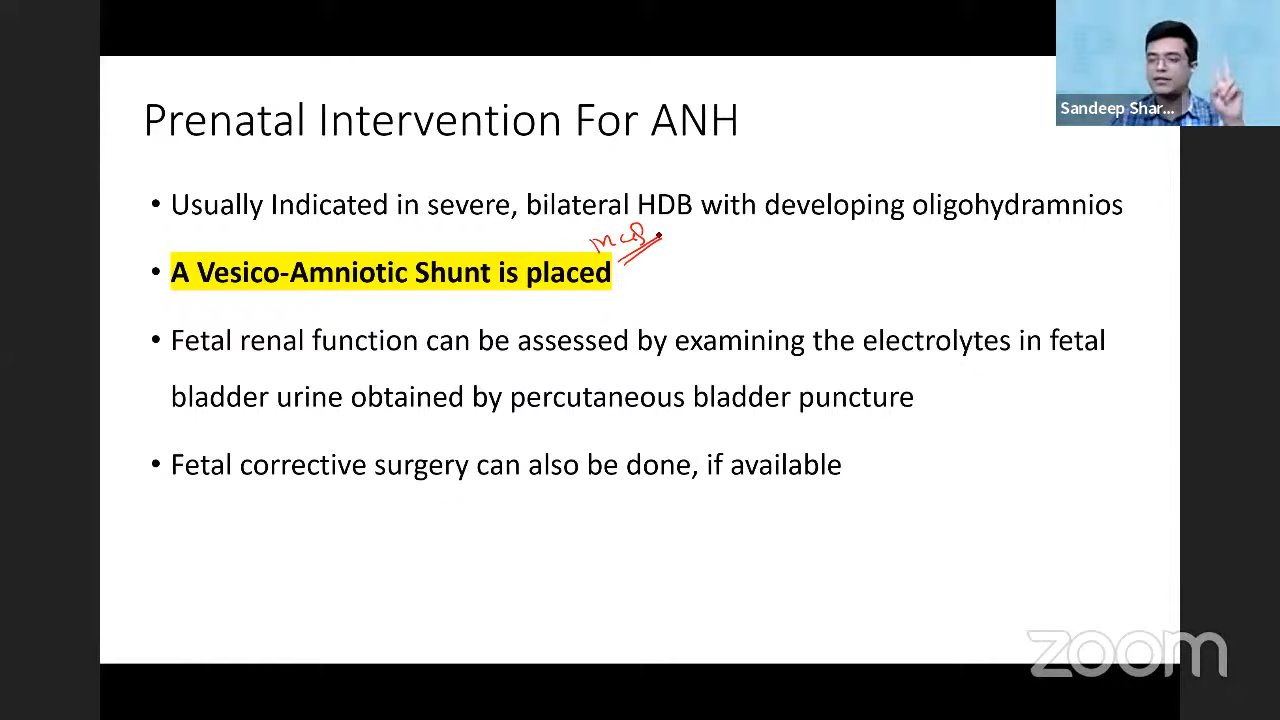 Prenatal Intervention For ANH
Sandeep Shar...
• Usually Indicated in severe, bilateral HDB with developing oligohydramnios
mcq
• A Vesico-Amniotic Shunt is placed
• Fetal renal function can be assessed by examining the electrolytes in fetal
bladder urine obtained by percutaneous bladder puncture
• Fetal corrective surgery can also be done, if available
zoom